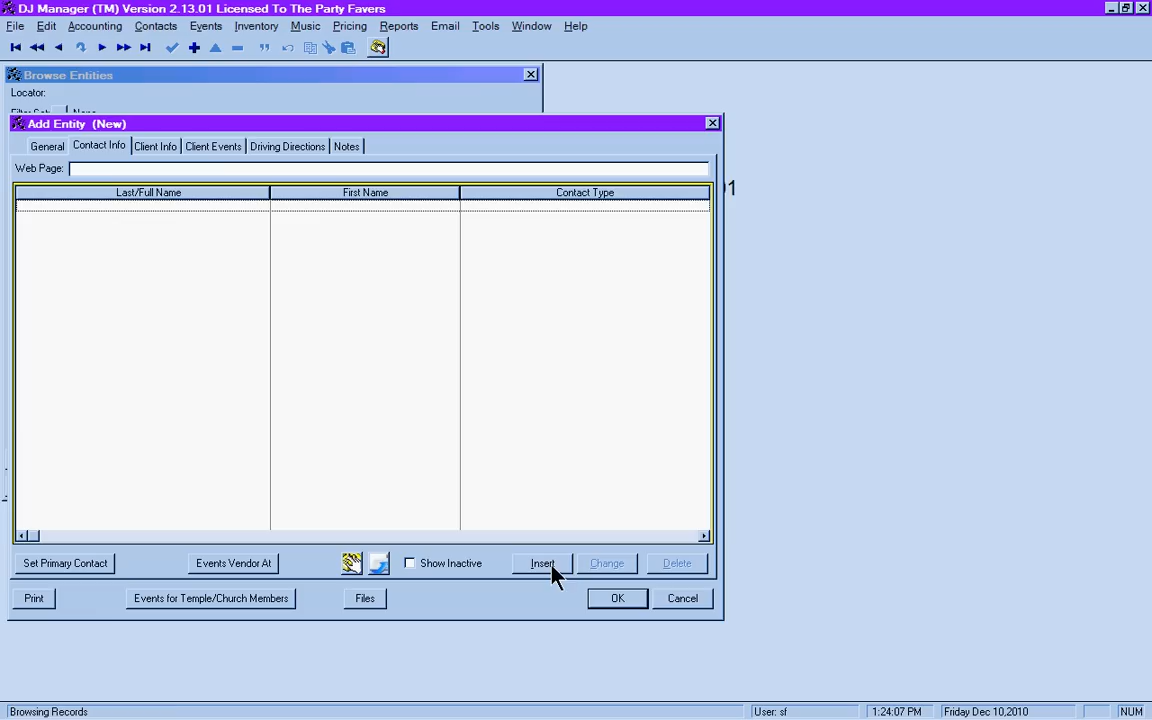 DJ Manager (TM) Version 2.13.01 Licensed To The Party Favers
File Edit Accounting Contacts Events Inventory Music Pricing Reports Email Tools Window Help
Browse Entities
Locator:
None
Add Entity (New)
General Contact Info Client Info Client Events Driving Directions Notes
Web Page:
Last/Full Name First Name Contact Type
Set Primary Contact Events Vendor At Show Inactive Insert Change Delete
Print Events for Temple/Church Members Files OK Cancel
Browsing Records User: sf 1:24:07 PM Friday Dec 10,2010 NUM